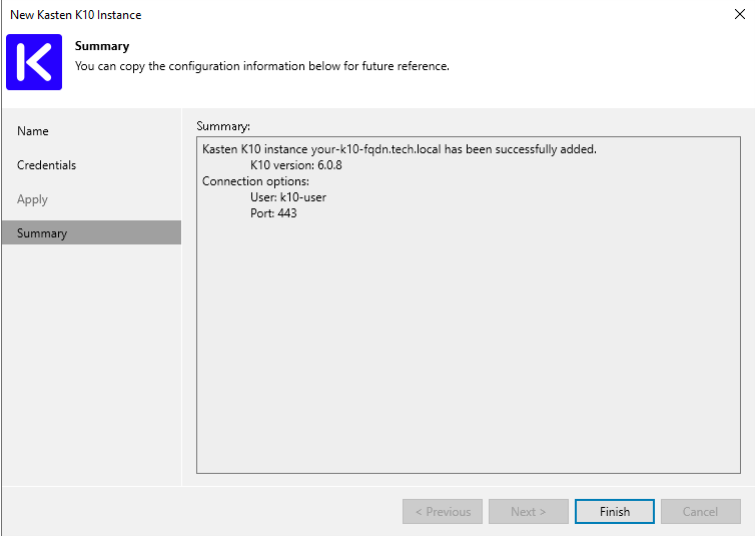 New Kasten K10 Instance
Summary
You can copy the configuration information below for future reference.
Name
Credentials
Apply
Summary
Summary:
Kasten K10 instance your-k10-fqdn.tech.local has been successfully added.
K10 version: 6.0.8
Connection options:
User: k10-user
Port: 443
< Previous
Next >
Finish
Cancel